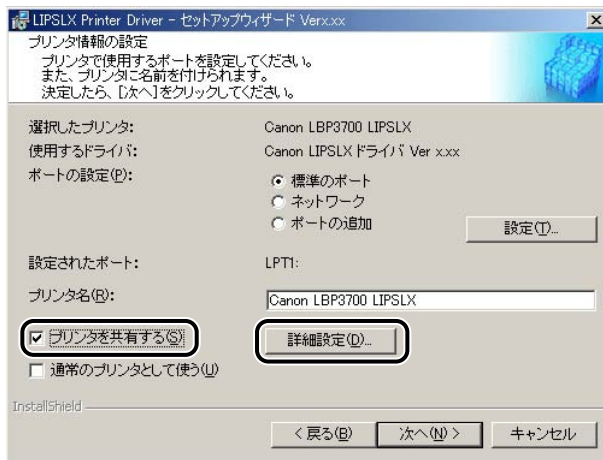 LIPSLX Printer Driver - セットアップウィザード Verx.xx
プリンタ情報の設定
プリンタで使用するポートを設定してください。
また、プリンタに名前を付けられます。
決定したら、[次へ]をクリックしてください。
選択したプリンタ: Canon LBP3700 LIPSLX
使用するドライバ: Canon LIPSLX ドライバ Ver x.xx
ポートの設定(P): 標準のポート
ネットワーク
ポートの追加 設定(T)...
設定されたポート: LPT1:
プリンタ名(R): Canon LBP3700 LIPSLX
プリンタを共有する(S) 詳細設定(D)...
通常のプリンタとして使う(U)
InstallShield
< 戻る(B) 次へ(N) > キャンセル